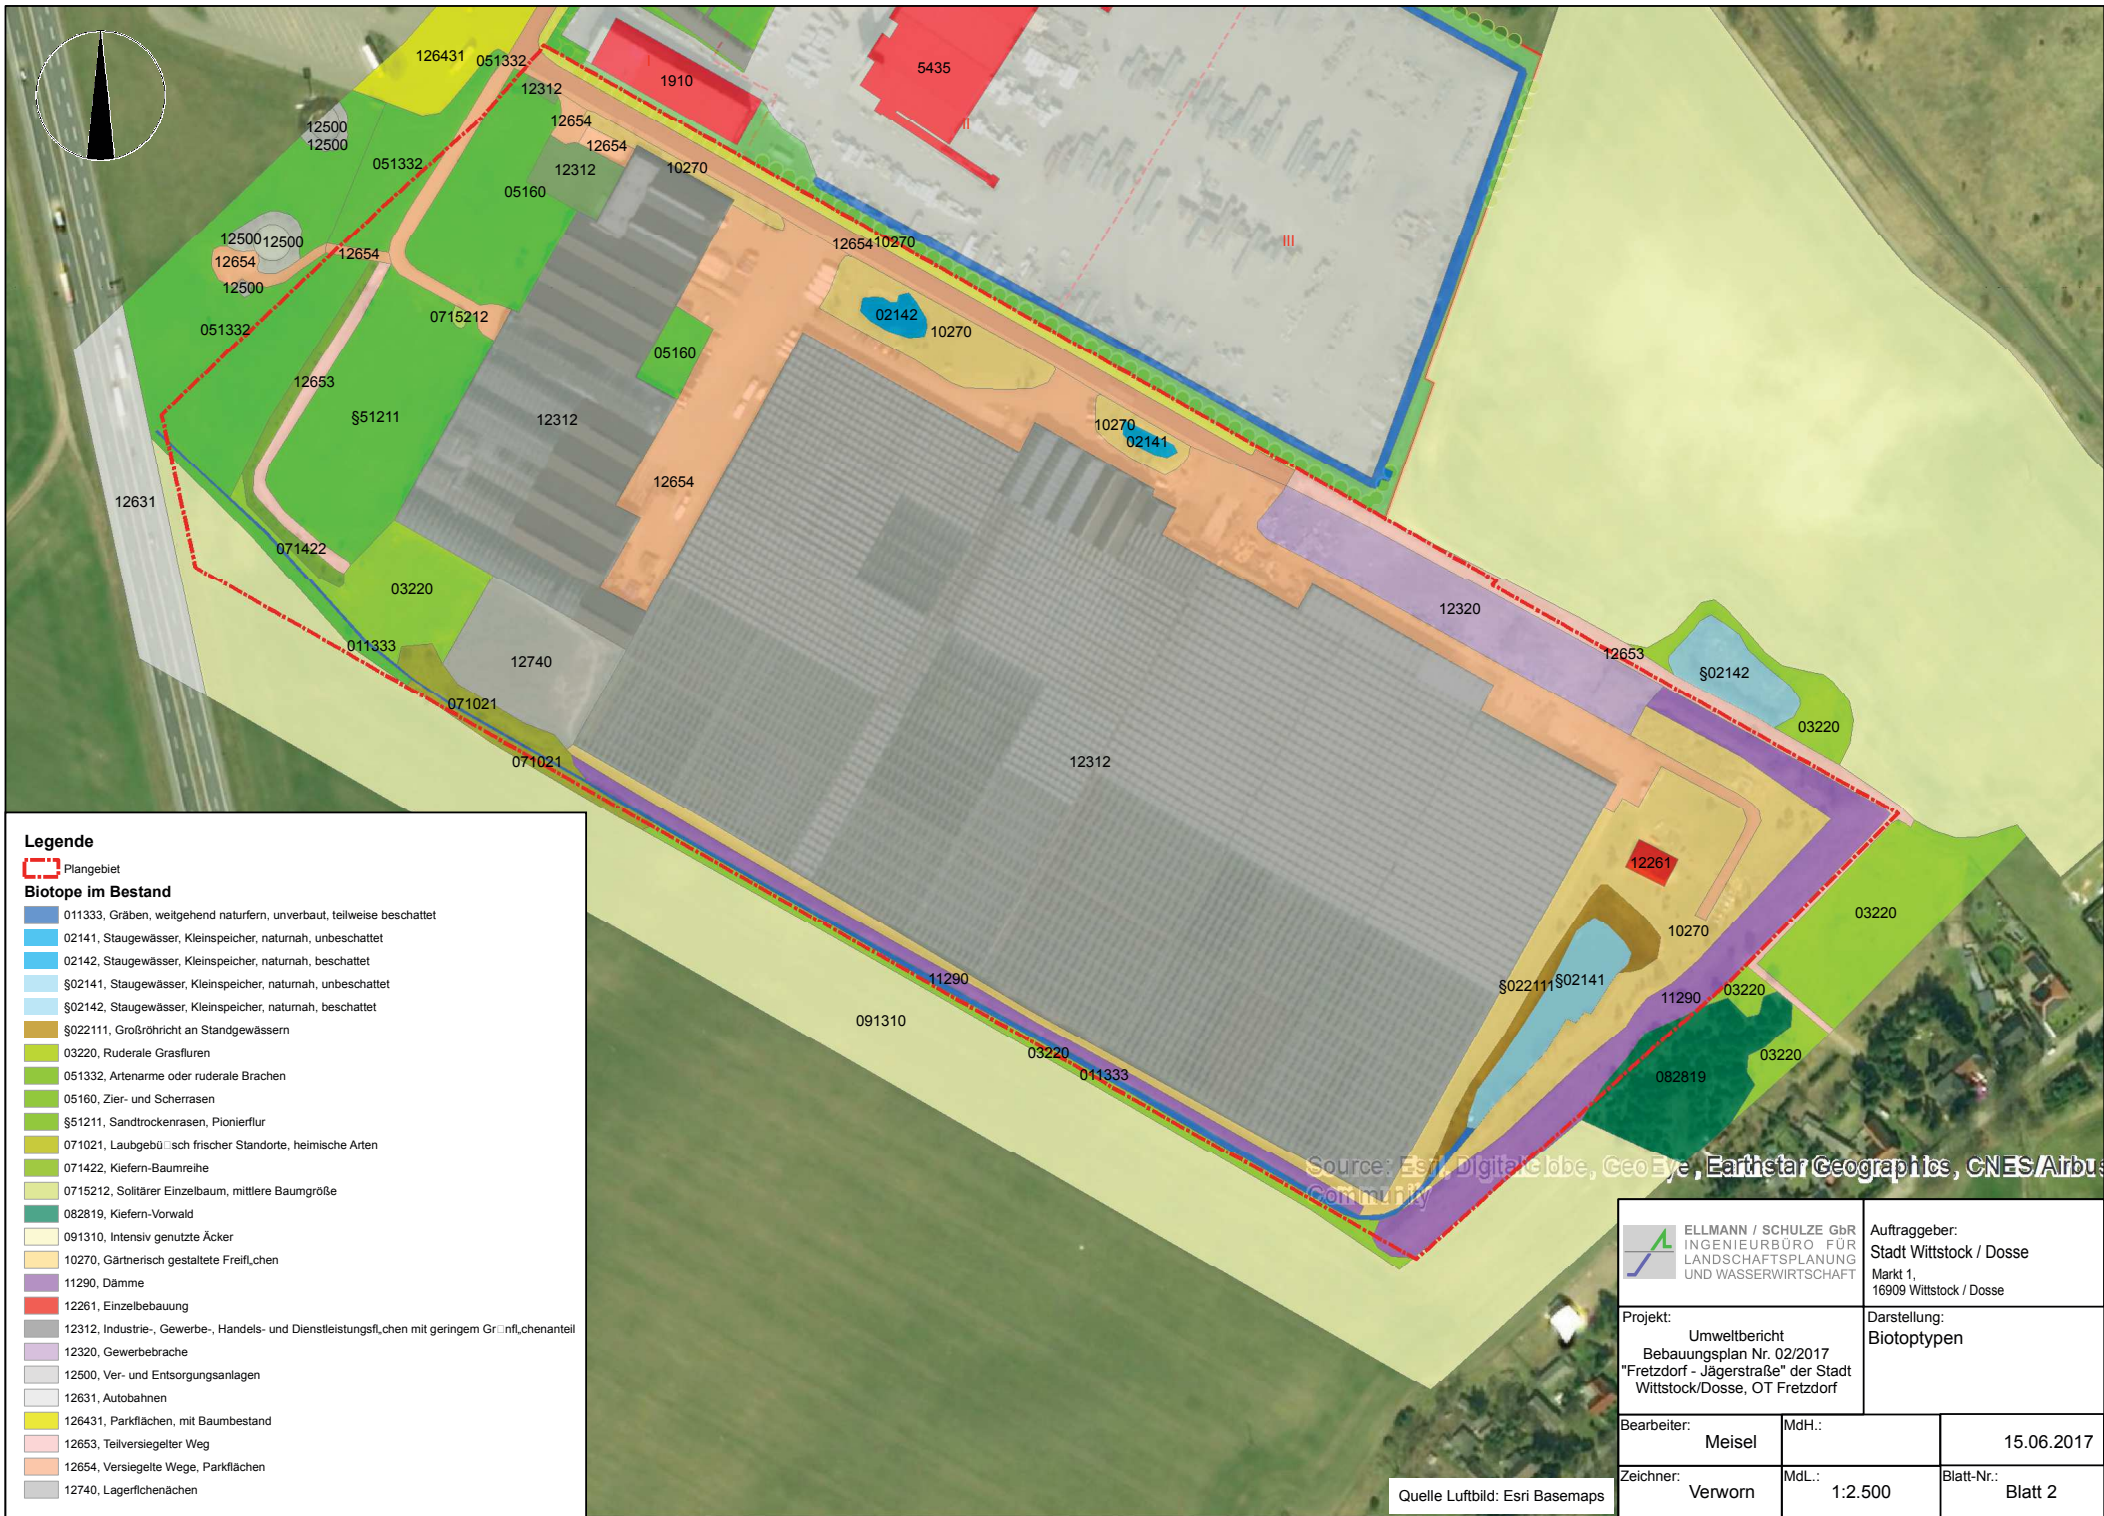 126431
051332
1910
5435
12312
12500
12654
II
12500
12654
051332
12312
10270
05160
12500
12500
12654
10270
III
12654
12654
12500
02142
0715212
051332
10270
05160
12653
§51211
12312
10270
02141
12654
12631
071422
03220
12320
011333
12653
12740
§02142
071021
03220
071021
12312
12261
03220
10270
11290
§022111
§02141
03220
11290
091310
03220
03220
011333
082819
Source: Esri, DigitalGlobe, GeoEye, Earthstar Geographics, CNES/Airbus
Community
Legende
Plangebiet
Biotope im Bestand
011333, Gräben, weitgehend naturfern, unverbaut, teilweise beschattet
02141, Staugewässer, Kleinspeicher, naturnah, unbeschattet
02142, Staugewässer, Kleinspeicher, naturnah, beschattet
§02141, Staugewässer, Kleinspeicher, naturnah, unbeschattet
§02142, Staugewässer, Kleinspeicher, naturnah, beschattet
§022111, Großröhricht an Standgewässern
03220, Ruderale Grasfluren
051332, Artenarme oder ruderale Brachen
05160, Zier- und Scherrasen
§51211, Sandtrockenrasen, Pionierflur
071021, Laubgebü□sch frischer Standorte, heimische Arten
071422, Kiefern-Baumreihe
0715212, Solitärer Einzelbaum, mittlere Baumgröße
082819, Kiefern-Vorwald
091310, Intensiv genutzte Äcker
10270, Gärtnerisch gestaltete Freifl„chen
11290, Dämme
12261, Einzelbebauung
12312, Industrie-, Gewerbe-, Handels- und Dienstleistungsfl„chen mit geringem Gr□nfl„chenanteil
12320, Gewerbebrache
12500, Ver- und Entsorgungsanlagen
12631, Autobahnen
126431, Parkflächen, mit Baumbestand
12653, Teilversiegelter Weg
12654, Versiegelte Wege, Parkflächen
12740, Lagerflchenächen
ELLMANN / SCHULZE GbR
INGENIEURBÜRO FÜR
LANDSCHAFTSPLANUNG
UND WASSERWIRTSCHAFT
Auftraggeber:
Stadt Wittstock / Dosse
Markt 1,
16909 Wittstock / Dosse
Projekt:
Umweltbericht
Bebauungsplan Nr. 02/2017
"Fretzdorf - Jägerstraße" der Stadt
Wittstock/Dosse, OT Fretzdorf
Darstellung:
Biotoptypen
Bearbeiter:
Meisel
MdH.:
15.06.2017
Zeichner:
Verworn
MdL.:
1:2.500
Blatt-Nr.:
Blatt 2
Quelle Luftbild: Esri Basemaps